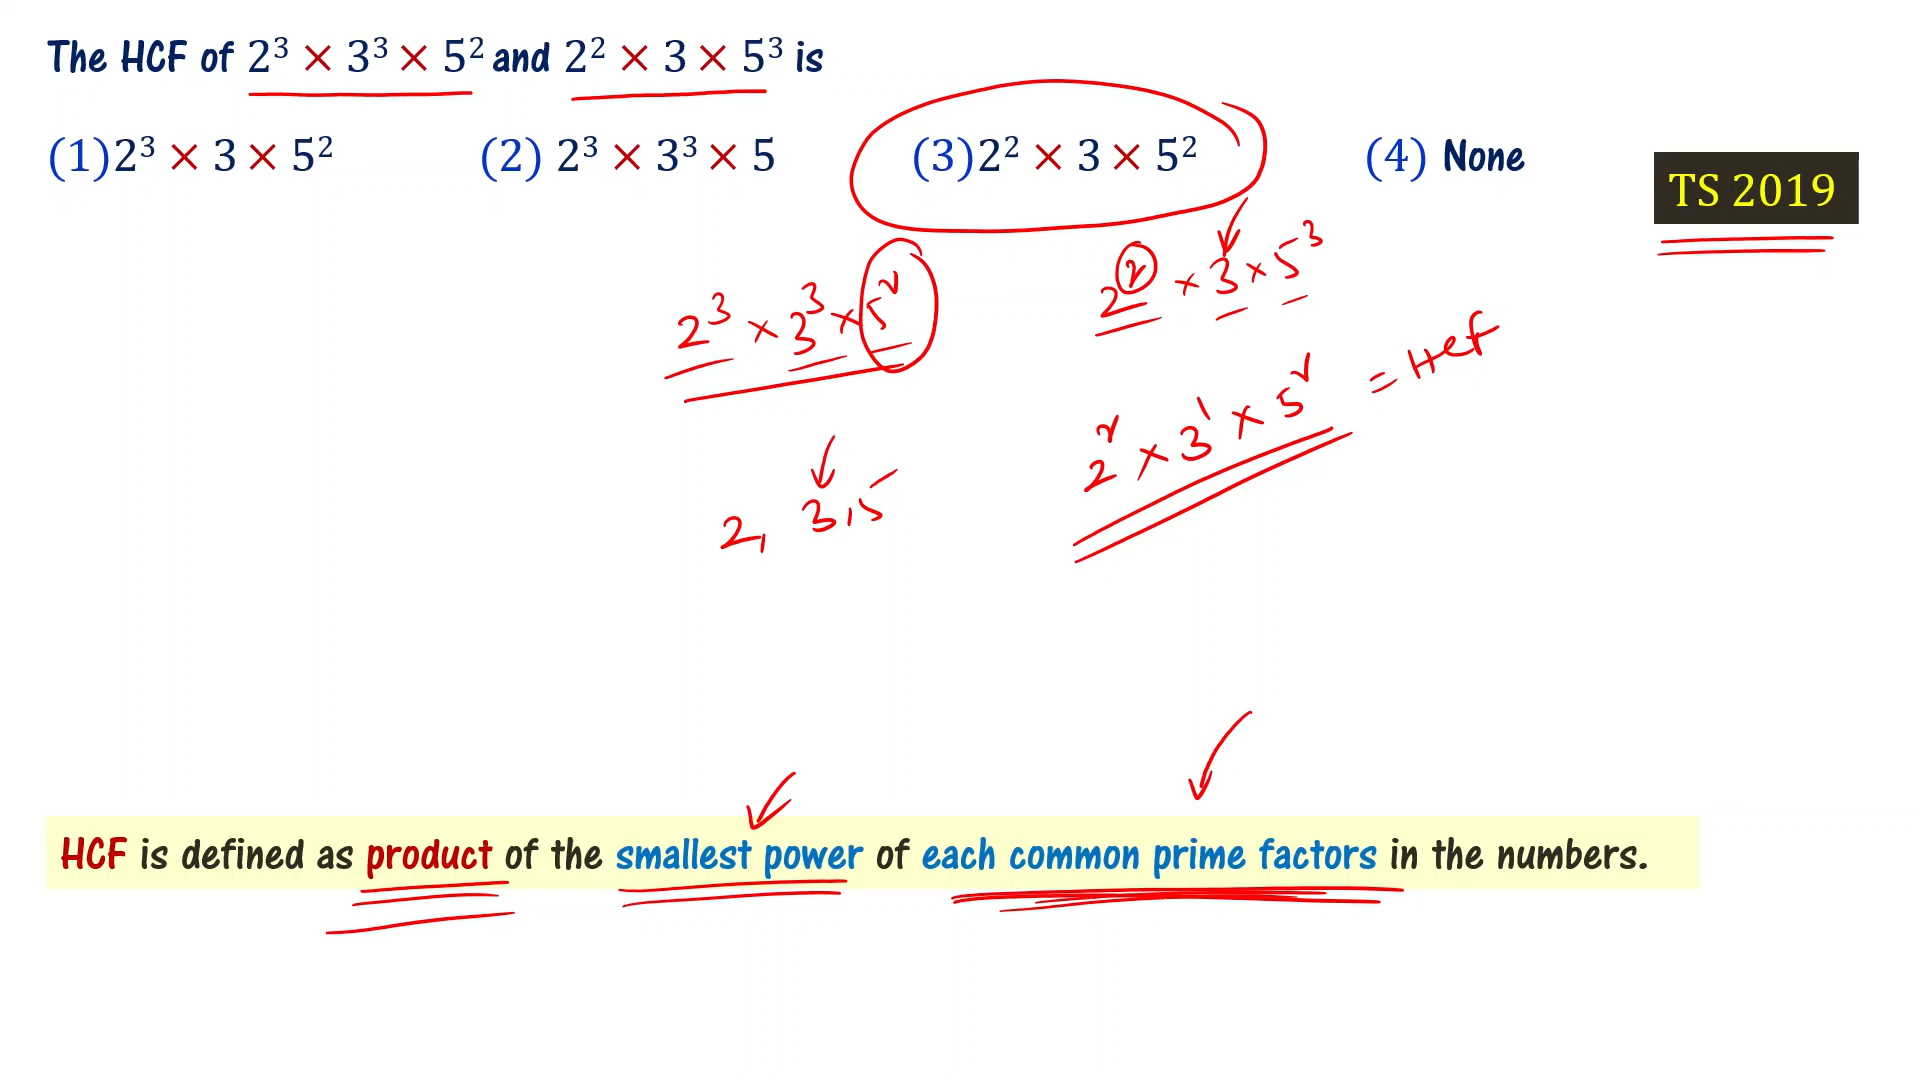 The HCF of 2³ × 3³ × 5² and 2² × 3 × 5³ is
(1) 2³ × 3 × 5² (2) 2³ × 3³ × 5 (3) 2² × 3 × 5² (4) None
TS 2019
2³ × 3³ × 5² 2² × 3 × 5³
2² × 3¹ × 5² = HCF
2, 3, 5
HCF is defined as product of the smallest power of each common prime factors in the numbers.